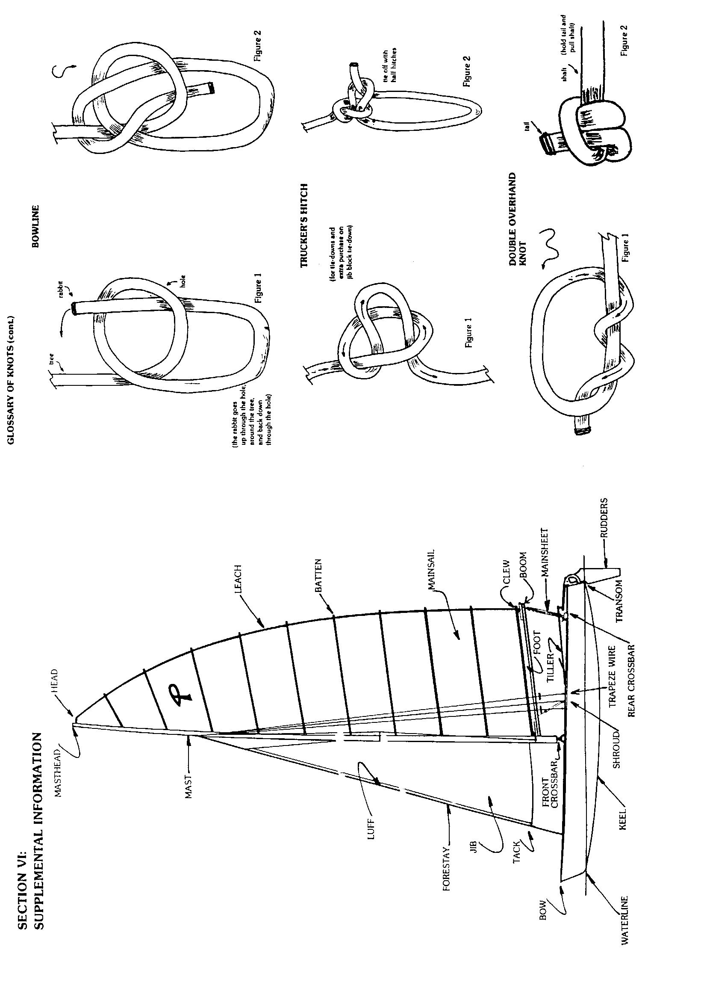 SECTION VI:
SUPPLEMENTAL INFORMATION
MASTHEAD
HEAD
MAST
LEACH
BATTEN
LUFF
MAINSAIL
FORESTAY
JIB
TACK
CLEW
BOOM
MAINSHEET
FOOT
TILLER
FRONT
CROSSBAR
BOW
RUDDERS
TRANSOM
TRAPEZE WIRE
REAR CROSSBAR
SHROUD
KEEL
WATERLINE
GLOSSARY OF KNOTS (cont.)
BOWLINE
tree
rabbit
hole
(the rabbit goes
up through the hole,
around the tree,
and back down
through the hole)
Figure 1
Figure 2
TRUCKER'S HITCH
(for tie-downs and
extra purchase on
jib block tie-down)
Figure 1
tie off with
half hitches
Figure 2
DOUBLE OVERHAND
KNOT
Figure 1
tail
shaft
(hold tail and
pull shaft)
Figure 2